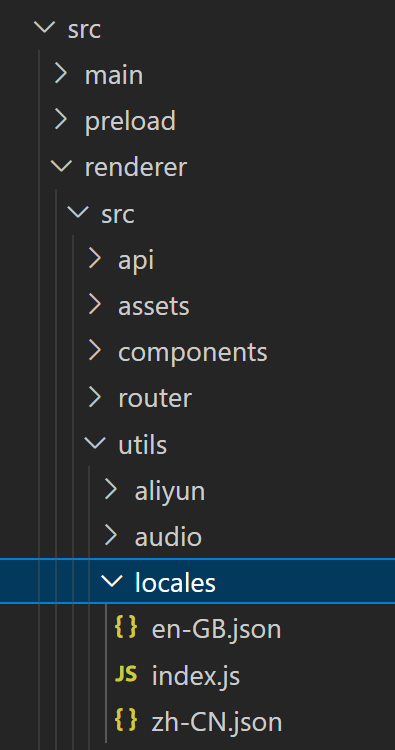 src
main
preload
renderer
src
api
assets
components
router
utils
aliyun
audio
locales
{} en-GB.json
JS index.js
{} zh-CN.json